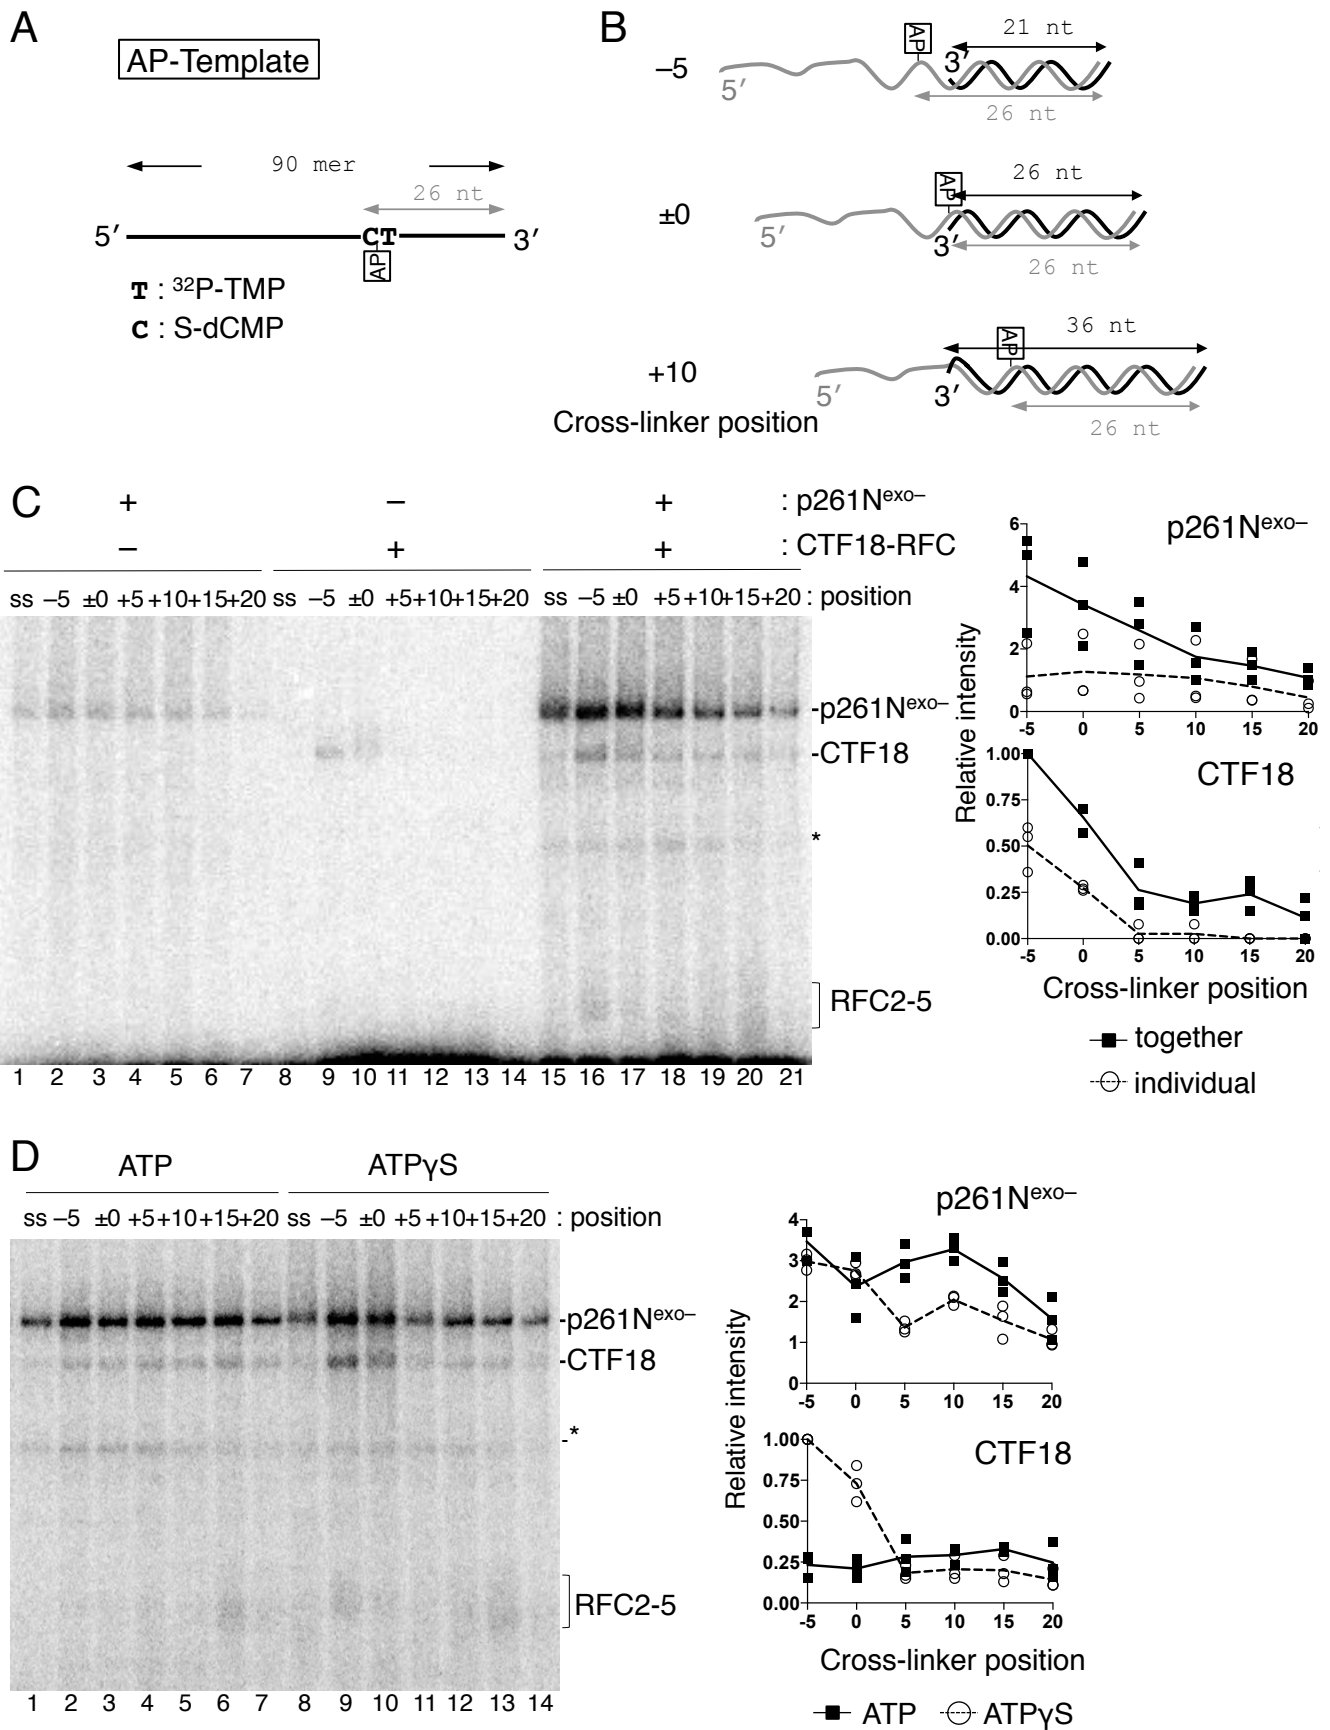 A
AP-Template
90 mer
26 nt
5′ CT 3′
AP
T : ³²P-TMP
C : S-dCMP
B
–5
AP
3′
21 nt
5′
26 nt
±0
AP
26 nt
5′
3′
26 nt
+10
AP
36 nt
5′
3′
26 nt
Cross-linker position
C
+ – + : p261Nᵉˣᵒ⁻
– + + : CTF18-RFC
ss –5 ±0 +5 +10 +15 +20 ss –5 ±0 +5 +10 +15 +20 ss –5 ±0 +5 +10 +15 +20 : position
-p261Nᵉˣᵒ⁻
-CTF18
*
RFC2-5
1 2 3 4 5 6 7 8 9 10 11 12 13 14 15 16 17 18 19 20 21
p261Nᵉˣᵒ⁻
6
4
2
0
-5 0 5 10 15 20
Relative intensity
CTF18
1.00
0.75
0.50
0.25
0.00
-5 0 5 10 15 20
Cross-linker position
together
individual
D
ATP ATPγS
ss –5 ±0 +5 +10 +15 +20 ss –5 ±0 +5 +10 +15 +20 : position
-p261Nᵉˣᵒ⁻
-CTF18
-*
RFC2-5
1 2 3 4 5 6 7 8 9 10 11 12 13 14
p261Nᵉˣᵒ⁻
4
3
2
1
0
-5 0 5 10 15 20
Relative intensity
CTF18
1.00
0.75
0.50
0.25
0.00
-5 0 5 10 15 20
Cross-linker position
ATP ATPγS